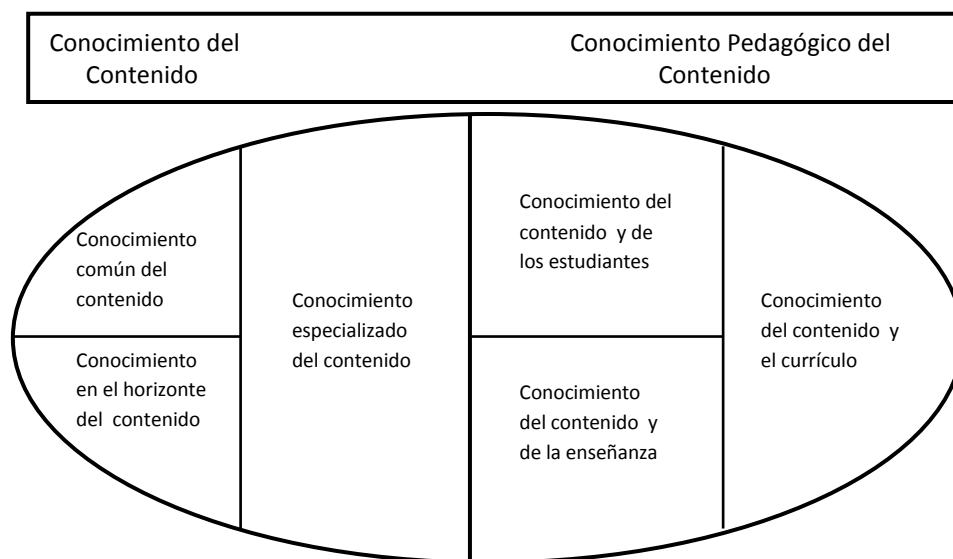 Conocimiento del
Contenido
Conocimiento Pedagógico del
Contenido
Conocimiento
común del
contenido
Conocimiento
en el horizonte
del contenido
Conocimiento
especializado
del contenido
Conocimiento del
contenido y de
los estudiantes
Conocimiento
del contenido y
de la enseñanza
Conocimiento
del contenido y
el currículo